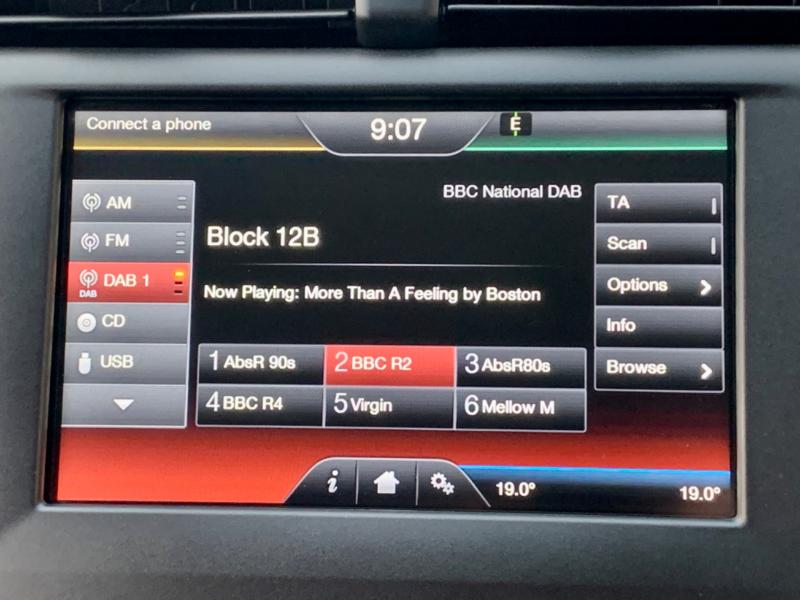 Connect a phone
9:07
E
BBC National DAB
AM
FM
DAB
DAB 1
CD
USB
Block 12B
Now Playing: More Than A Feeling by Boston
1 AbsR 90s
2 BBC R2
3 AbsR80s
4 BBC R4
5 Virgin
6 Mellow M
TA
Scan
Options
Info
Browse
i
19.0°
19.0°